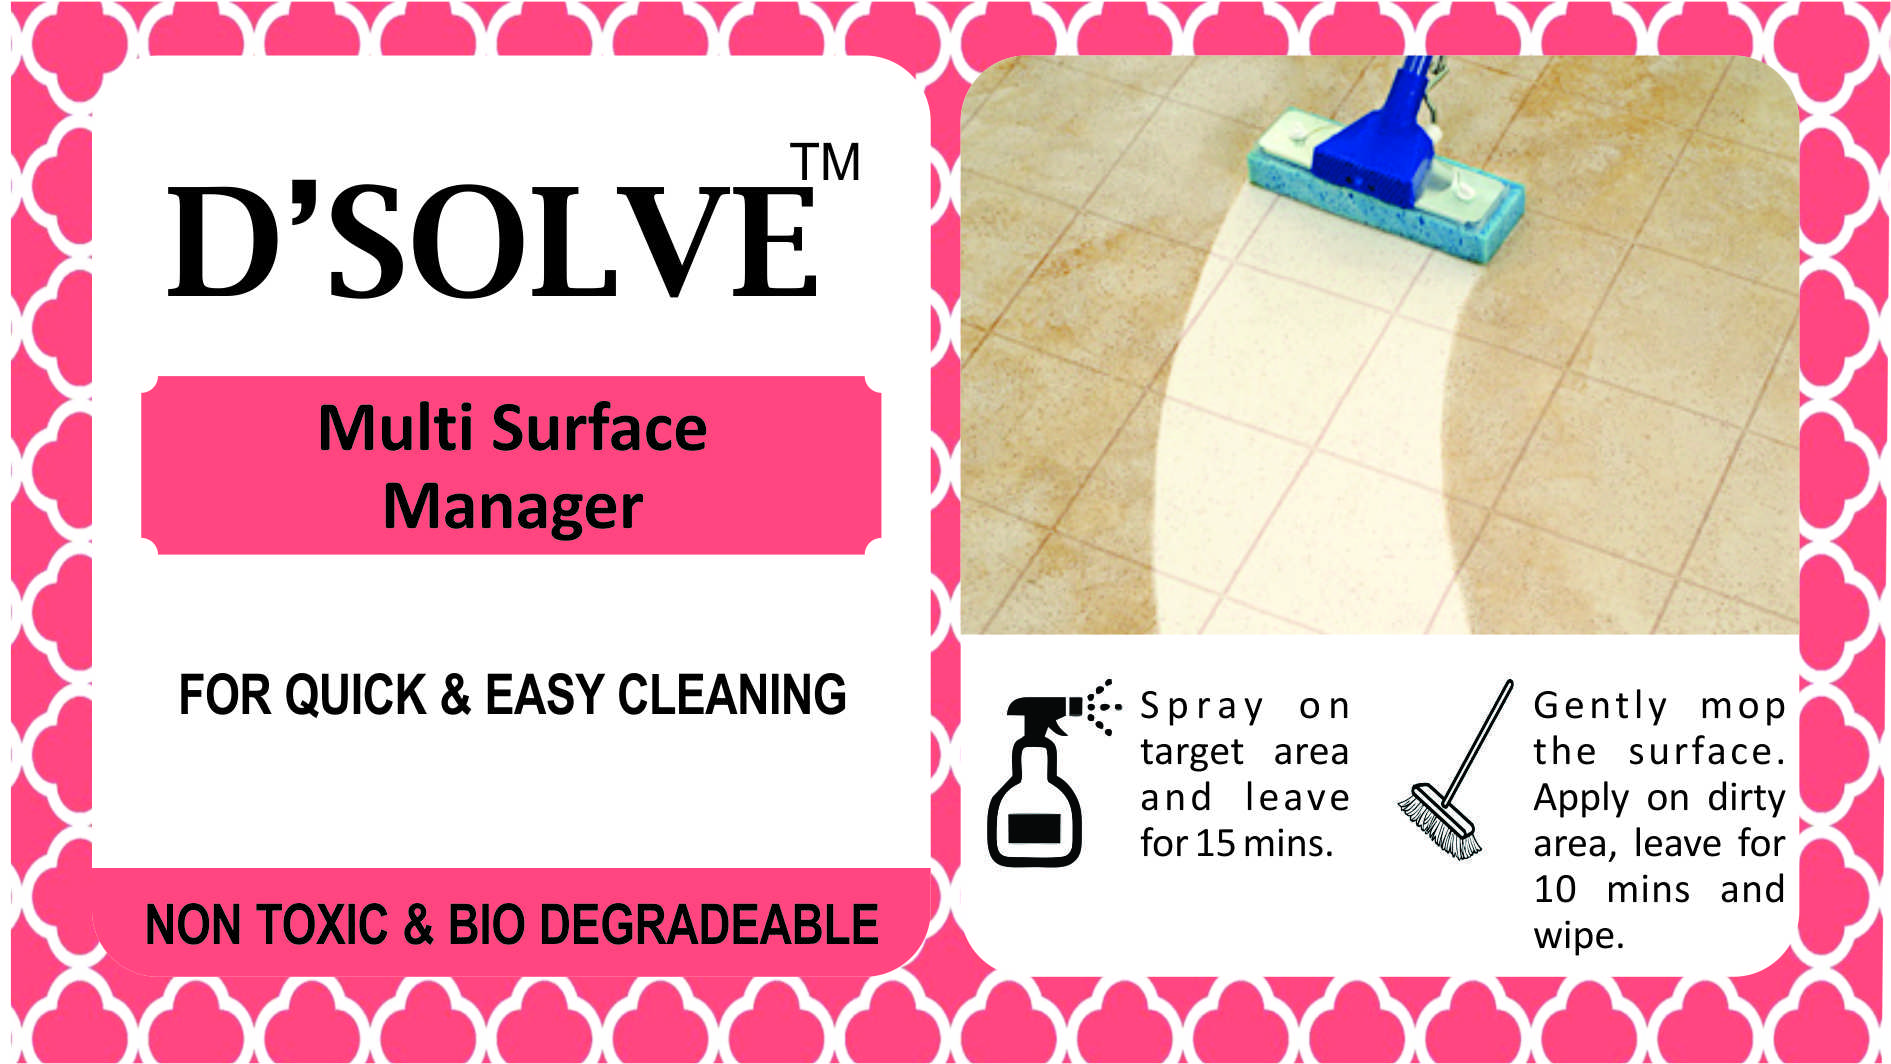 D’SOLVE™
Multi Surface
Manager
FOR QUICK & EASY CLEANING
NON TOXIC & BIO DEGRADEABLE
Spray on
target area
and leave
for 15 mins.
Gently mop
the surface.
Apply on dirty
area, leave for
10 mins and
wipe.